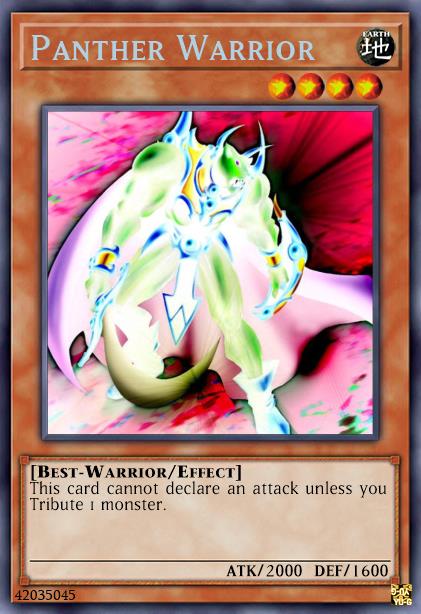 PANTHER WARRIOR
EARTH
地
[BEST-WARRIOR/EFFECT]
This card cannot declare an attack unless you
Tribute 1 monster.
ATK/2000 DEF/1600
42035045